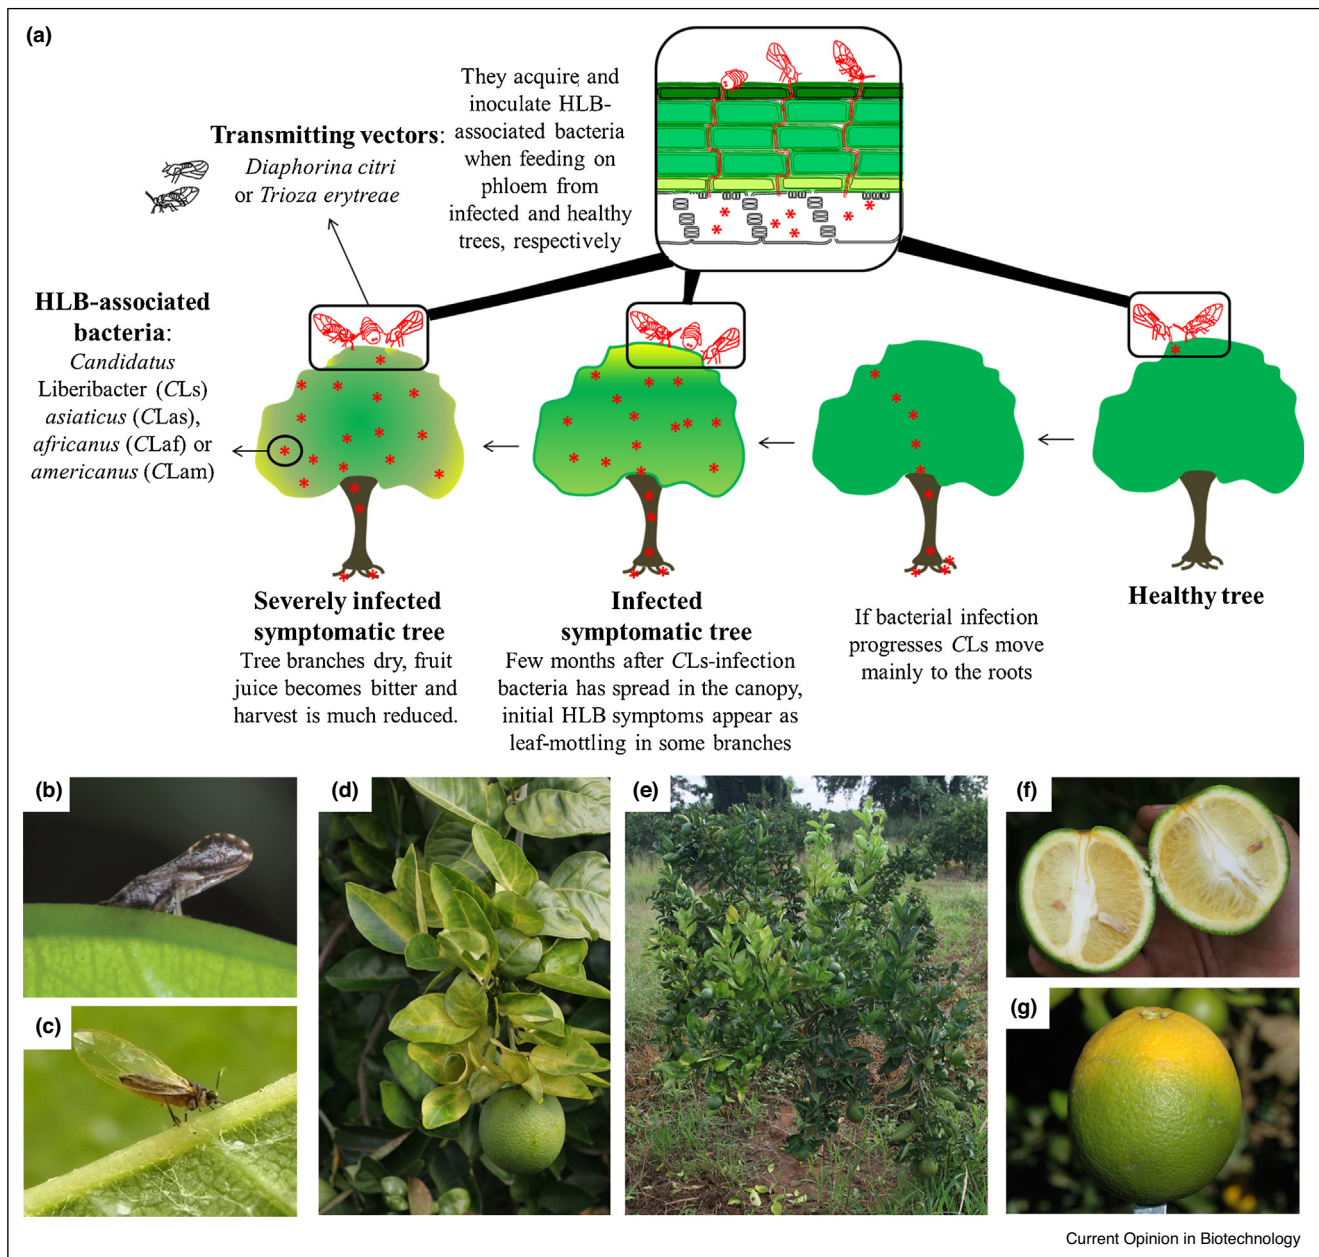 (a)
They acquire and
inoculate HLB-
associated bacteria
when feeding on
phloem from
infected and healthy
trees, respectively
Transmitting vectors:
Diaphorina citri
or Trioza erytreae
HLB-associated
bacteria:
Candidatus
Liberibacter (CLs)
asiaticus (CLas),
africanus (CLaf) or
americanus (CLam)
Severely infected
symptomatic tree
Tree branches dry, fruit
juice becomes bitter and
harvest is much reduced.
Infected
symptomatic tree
Few months after CLs-infection
bacteria has spread in the canopy,
initial HLB symptoms appear as
leaf-mottling in some branches
If bacterial infection
progresses CLs move
mainly to the roots
Healthy tree
(b)
(c)
(d)
(e)
(f)
(g)
Current Opinion in Biotechnology